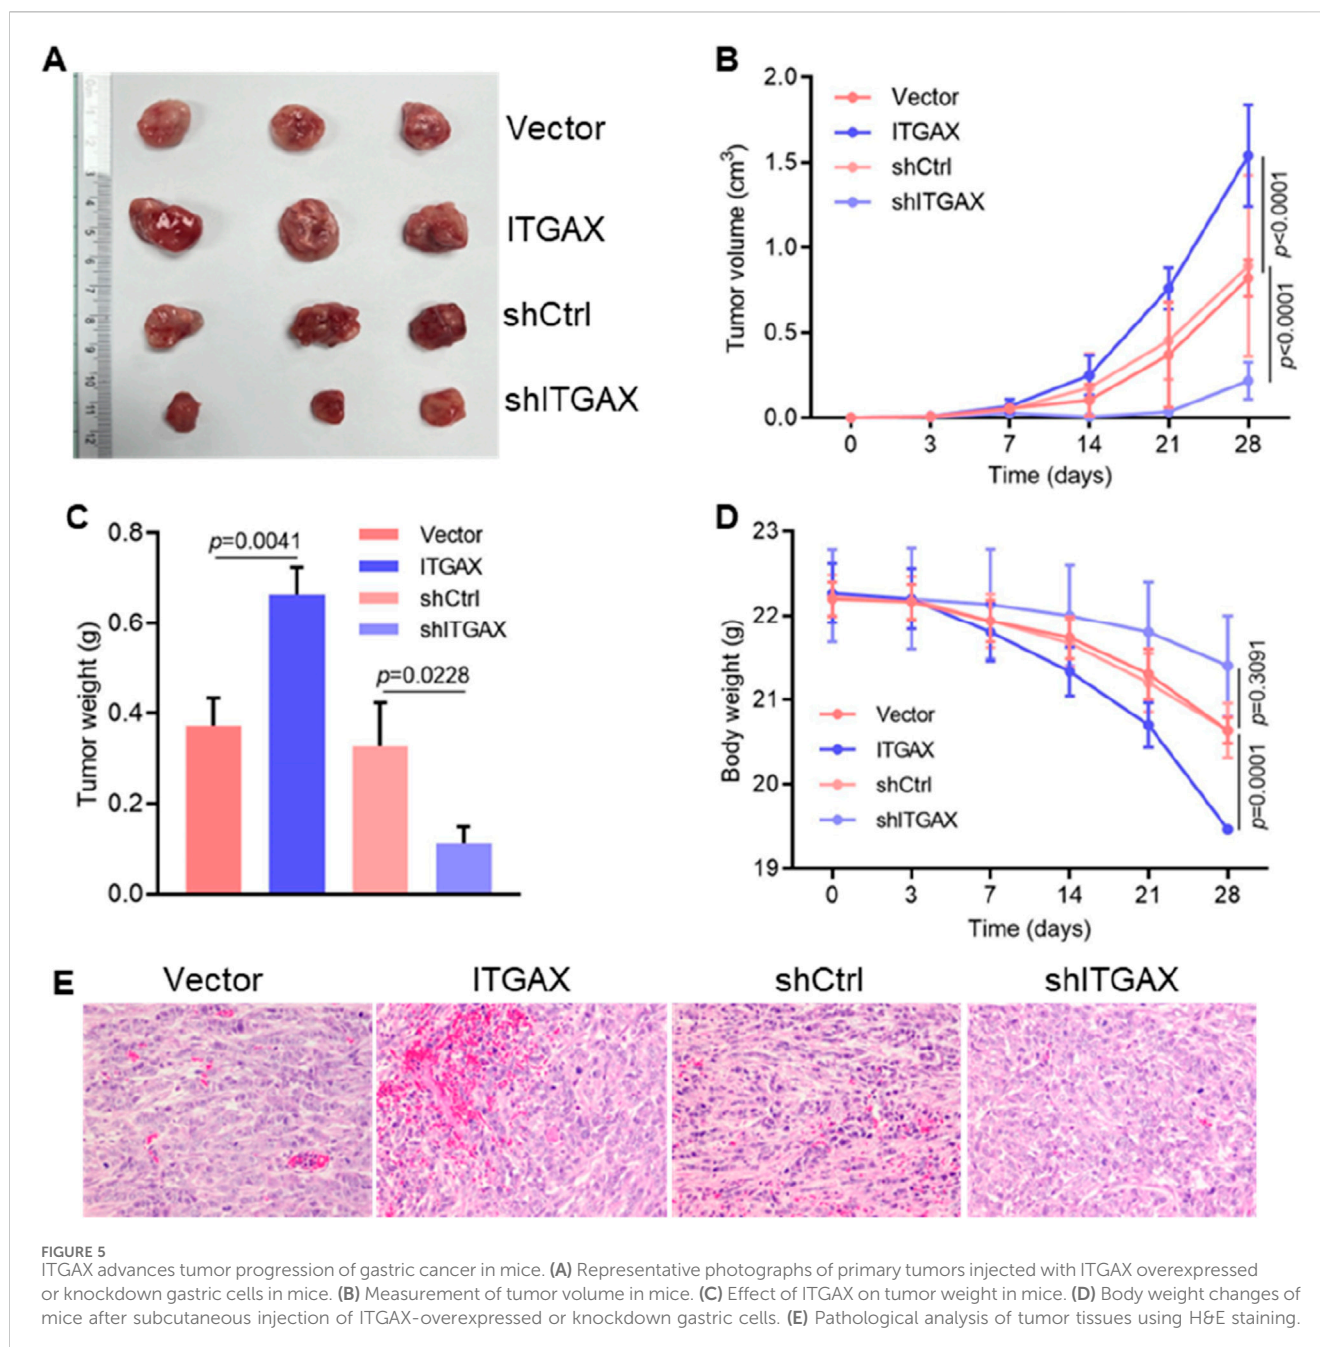 A
Vector
ITGAX
shCtrl
shITGAX
B
2.0
1.5
1.0
0.5
0.0
Tumor volume (cm³)
Vector
ITGAX
shCtrl
shITGAX
p<0.0001
p<0.0001
0 3 7 14 21 28
Time (days)
C
0.8
0.6
0.4
0.2
0.0
Tumor weight (g)
p=0.0041
p=0.0228
Vector
ITGAX
shCtrl
shITGAX
D
23
22
21
20
19
Body weight (g)
Vector
ITGAX
shCtrl
shITGAX
p=0.3091
p=0.0001
0 3 7 14 21 28
Time (days)
E
Vector ITGAX shCtrl shITGAX
FIGURE 5
ITGAX advances tumor progression of gastric cancer in mice. (A) Representative photographs of primary tumors injected with ITGAX overexpressed
or knockdown gastric cells in mice. (B) Measurement of tumor volume in mice. (C) Effect of ITGAX on tumor weight in mice. (D) Body weight changes of
mice after subcutaneous injection of ITGAX-overexpressed or knockdown gastric cells. (E) Pathological analysis of tumor tissues using H&E staining.